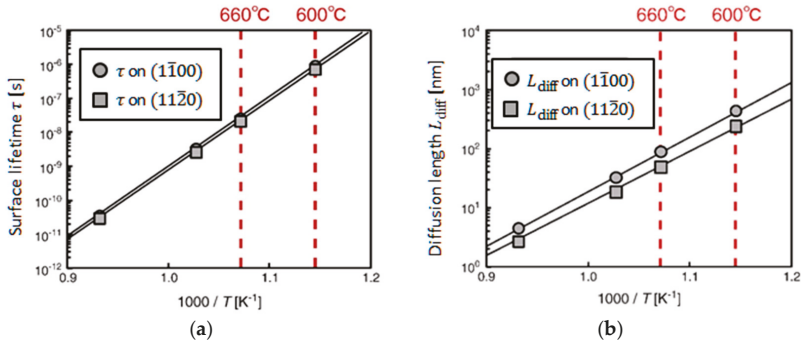 660°C 600°C
10⁻⁵
10⁻⁶
10⁻⁷
10⁻⁸
10⁻⁹
10⁻¹⁰
10⁻¹¹
10⁻¹²
Surface lifetime τ [s]
τ on (11̅00)
τ on (112̅0)
0.9 1.0 1.1 1.2
1000 / T [K⁻¹]
(a)
660°C 600°C
10⁴
10³
10²
10¹
10⁰
Diffusion length L_diff [nm]
L_diff on (11̅00)
L_diff on (112̅0)
0.9 1.0 1.1 1.2
1000 / T [K⁻¹]
(b)